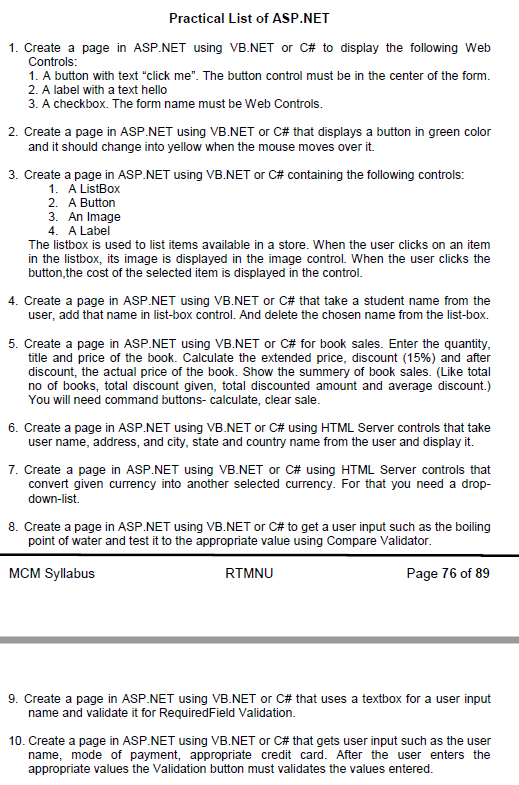 Practical List of ASP.NET
1. Create a page in ASP.NET using VB.NET or C# to display the following Web
Controls:
1. A button with text “click me”. The button control must be in the center of the form.
2. A label with a text hello
3. A checkbox. The form name must be Web Controls.
2. Create a page in ASP.NET using VB.NET or C# that displays a button in green color
and it should change into yellow when the mouse moves over it.
3. Create a page in ASP.NET using VB.NET or C# containing the following controls:
1. A ListBox
2. A Button
3. An Image
4. A Label
The listbox is used to list items available in a store. When the user clicks on an item
in the listbox, its image is displayed in the image control. When the user clicks the
button,the cost of the selected item is displayed in the control.
4. Create a page in ASP.NET using VB.NET or C# that take a student name from the
user, add that name in list-box control. And delete the chosen name from the list-box.
5. Create a page in ASP.NET using VB.NET or C# for book sales. Enter the quantity,
title and price of the book. Calculate the extended price, discount (15%) and after
discount, the actual price of the book. Show the summery of book sales. (Like total
no of books, total discount given, total discounted amount and average discount.)
You will need command buttons- calculate, clear sale.
6. Create a page in ASP.NET using VB.NET or C# using HTML Server controls that take
user name, address, and city, state and country name from the user and display it.
7. Create a page in ASP.NET using VB.NET or C# using HTML Server controls that
convert given currency into another selected currency. For that you need a drop-
down-list.
8. Create a page in ASP.NET using VB.NET or C# to get a user input such as the boiling
point of water and test it to the appropriate value using Compare Validator.
MCM Syllabus RTMNU Page 76 of 89
9. Create a page in ASP.NET using VB.NET or C# that uses a textbox for a user input
name and validate it for RequiredField Validation.
10. Create a page in ASP.NET using VB.NET or C# that gets user input such as the user
name, mode of payment, appropriate credit card. After the user enters the
appropriate values the Validation button must validates the values entered.